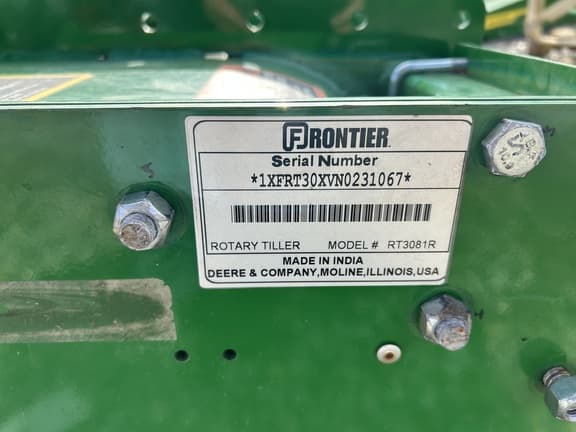 FRONTIER
Serial Number
*1XFRT30XVN0231067*
ROTARY TILLER MODEL # RT3081R
MADE IN INDIA
DEERE & COMPANY,MOLINE,ILLINOIS,USA